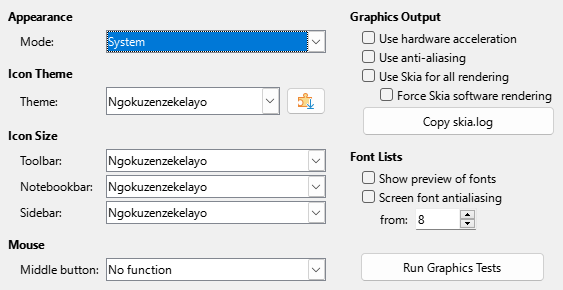 Appearance
Mode: System
Icon Theme
Theme: Ngokuzenzekelayo
Icon Size
Toolbar: Ngokuzenzekelayo
Notebookbar: Ngokuzenzekelayo
Sidebar: Ngokuzenzekelayo
Mouse
Middle button: No function
Graphics Output
Use hardware acceleration
Use anti-aliasing
Use Skia for all rendering
Force Skia software rendering
Copy skia.log
Font Lists
Show preview of fonts
Screen font antialiasing
from: 8
Run Graphics Tests